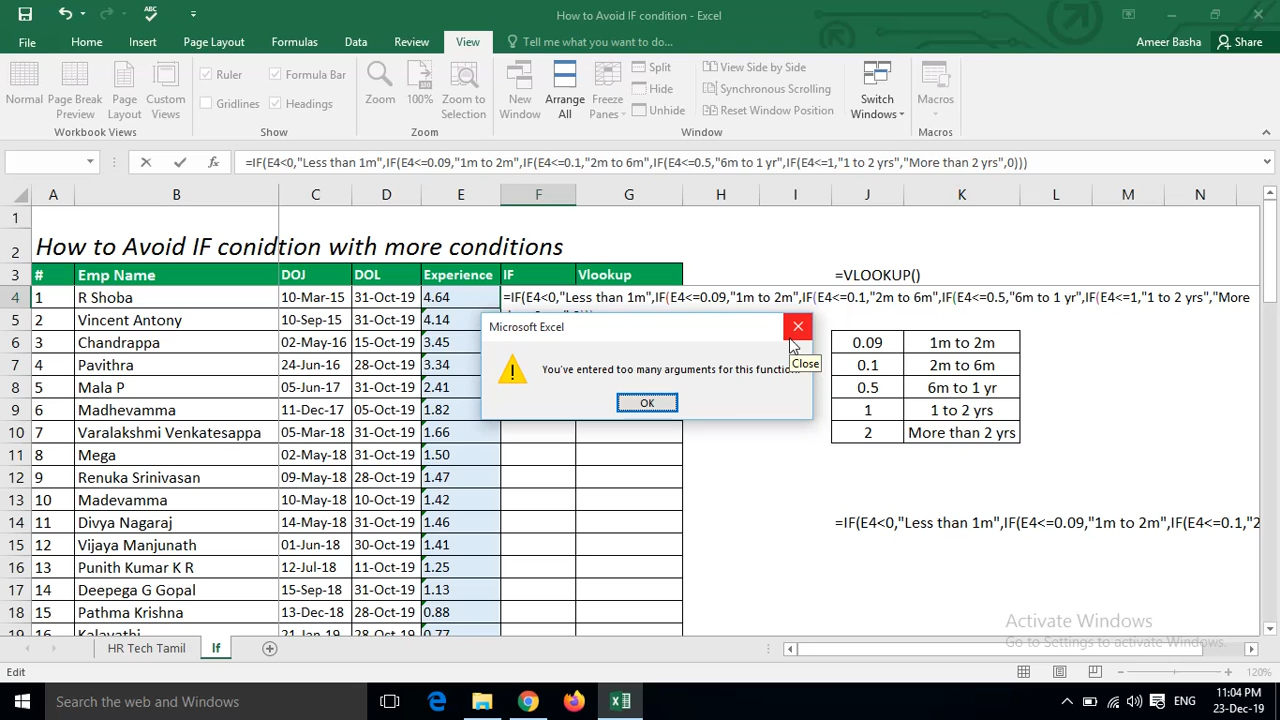 How to Avoid IF condition - Excel
File Home Insert Page Layout Formulas Data Review View Tell me what you want to do... Ameer Basha Share
Normal Page Break Preview Page Layout Custom Views Ruler Formula Bar Gridlines Headings Zoom 100% Zoom to Selection New Window Arrange All Freeze Panes Split Hide Unhide View Side by Side Synchronous Scrolling Reset Window Position Switch Windows Macros
Workbook Views Show Zoom Window Macros
=IF(E4<0,"Less than 1m",IF(E4<=0.09,"1m to 2m",IF(E4<=0.1,"2m to 6m",IF(E4<=0.5,"6m to 1 yr",IF(E4<=1,"1 to 2 yrs","More than 2 yrs",0)))
A B C D E F G H I J K L M N
1
2 How to Avoid IF conidtion with more conditions
3 # Emp Name DOJ DOL Experience IF Vlookup =VLOOKUP()
4 1 R Shoba 10-Mar-15 31-Oct-19 4.64 =IF(E4<0,"Less than 1m",IF(E4<=0.09,"1m to 2m",IF(E4<=0.1,"2m to 6m",IF(E4<=0.5,"6m to 1 yr",IF(E4<=1,"1 to 2 yrs","More
5 2 Vincent Antony 10-Sep-15 31-Oct-19 4.14
6 3 Chandrappa 02-May-16 15-Oct-19 3.45 0.09 1m to 2m
7 4 Pavithra 24-Jun-16 28-Oct-19 3.34 0.1 2m to 6m
8 5 Mala P 05-Jun-17 31-Oct-19 2.41 0.5 6m to 1 yr
9 6 Madhevamma 11-Dec-17 05-Oct-19 1.82 1 1 to 2 yrs
10 7 Varalakshmi Venkatesappa 05-Mar-18 31-Oct-19 1.66 2 More than 2 yrs
11 8 Mega 02-May-18 31-Oct-19 1.50
12 9 Renuka Srinivasan 09-May-18 28-Oct-19 1.47
13 10 Madevamma 10-May-18 10-Oct-19 1.42
14 11 Divya Nagaraj 14-May-18 31-Oct-19 1.46 =IF(E4<0,"Less than 1m",IF(E4<=0.09,"1m to 2m",IF(E4<=0.1,"2
15 12 Vijaya Manjunath 01-Jun-18 30-Oct-19 1.41
16 13 Punith Kumar K R 12-Jul-18 11-Oct-19 1.25
17 14 Deepega G Gopal 15-Sep-18 31-Oct-19 1.13
18 15 Pathma Krishna 13-Dec-18 28-Oct-19 0.88
Microsoft Excel
You've entered too many arguments for this function.
Close
OK
Activate Windows
Go to Settings to activate Windows.
HR Tech Tamil If
Edit 120%
Search the web and Windows ENG 11:04 PM
23-Dec-19